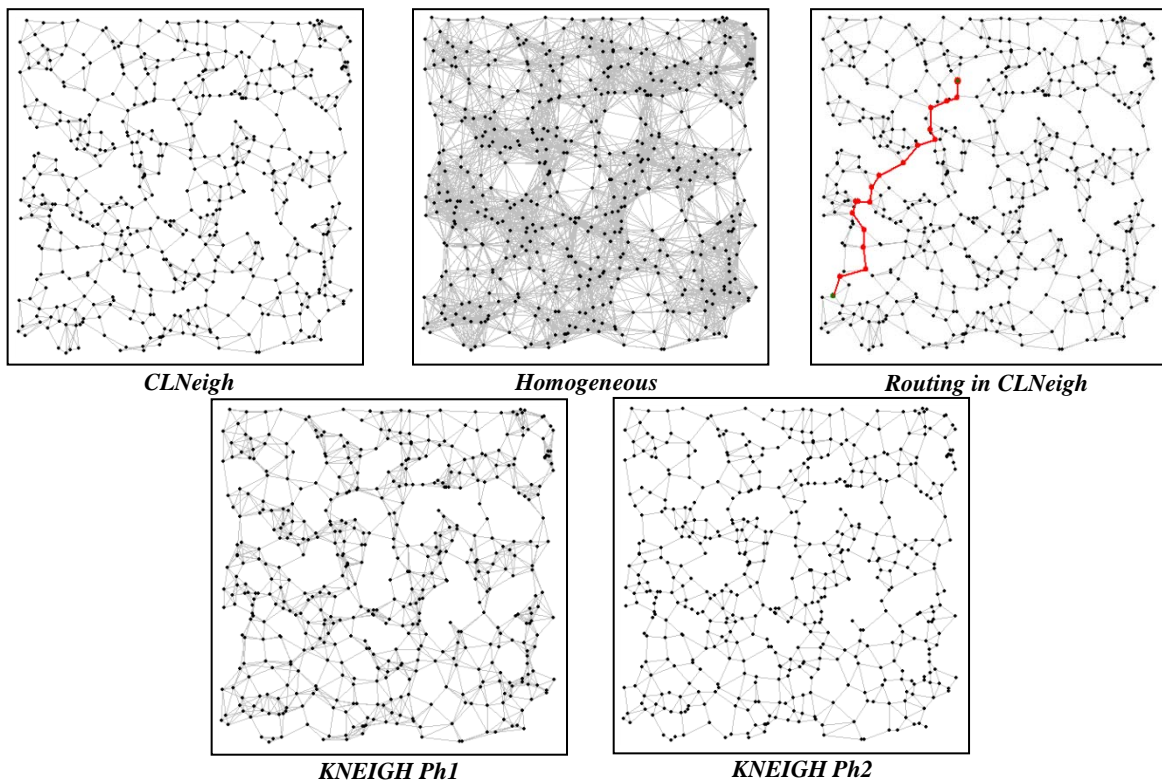 CLNeigh
Homogeneous
Routing in CLNeigh
KNEIGH Ph1
KNEIGH Ph2